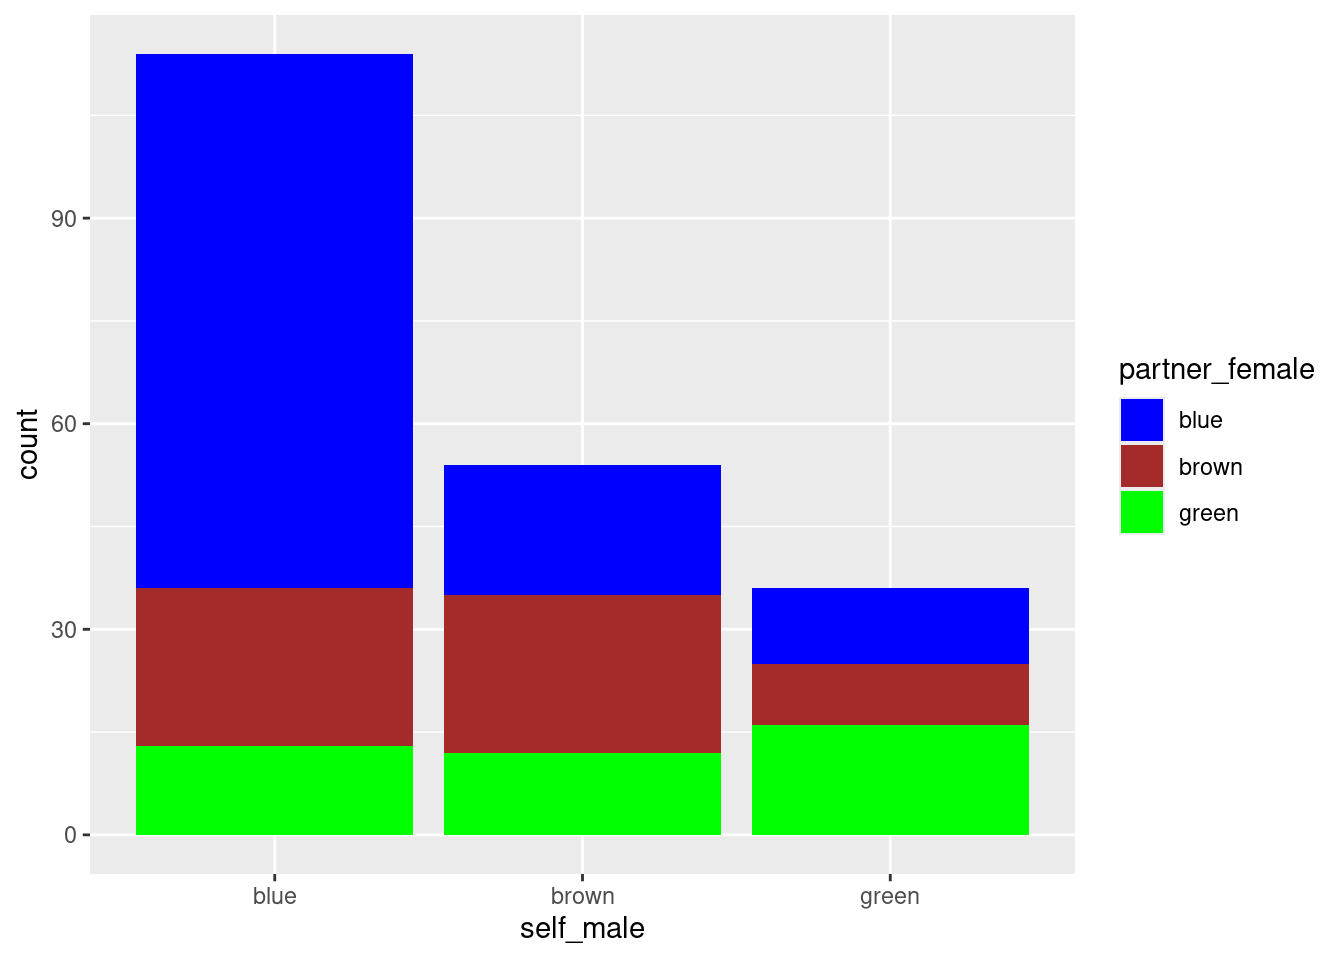 count
90
60
30
0
blue brown green
self_male
partner_female
blue
brown
green